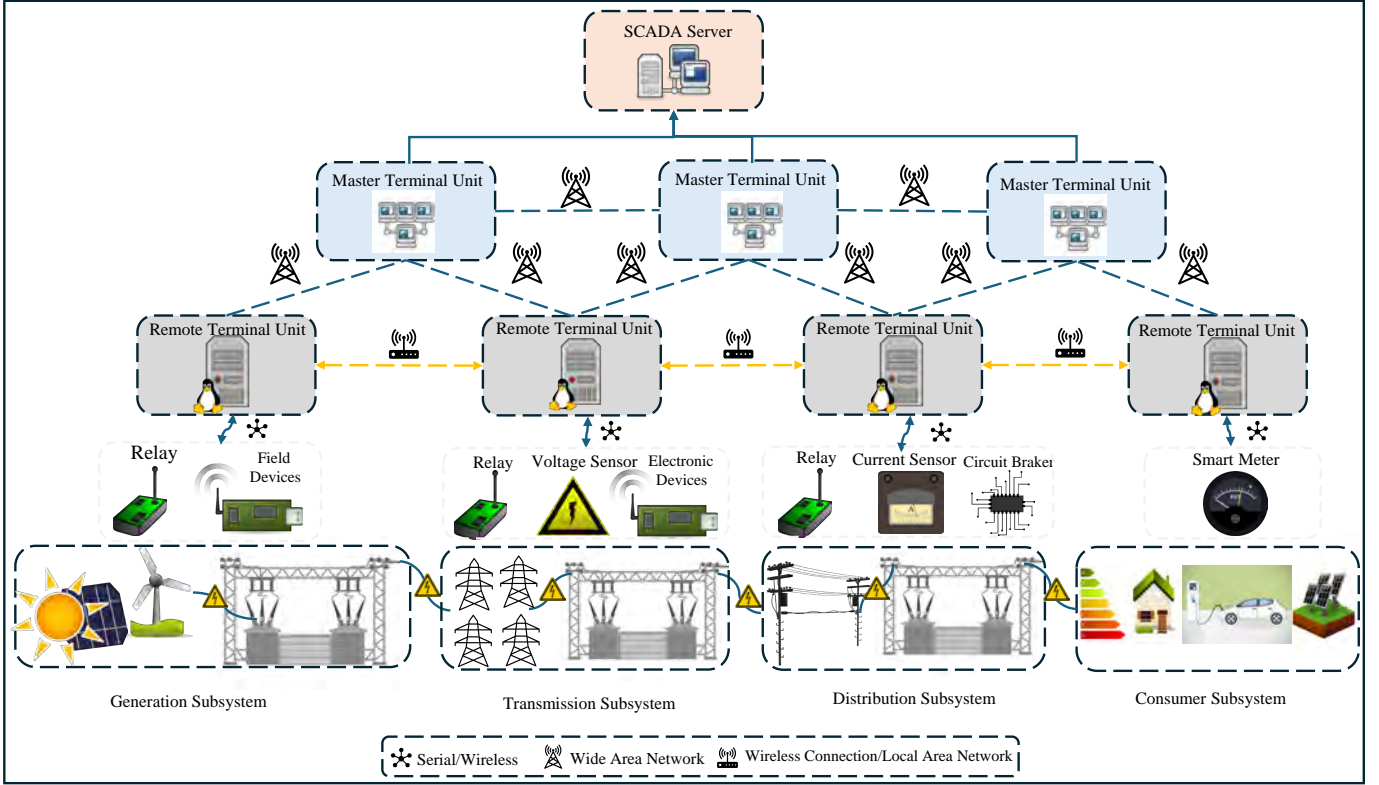 SCADA Server
Master Terminal Unit
Master Terminal Unit
Master Terminal Unit
Remote Terminal Unit
Remote Terminal Unit
Remote Terminal Unit
Remote Terminal Unit
Relay
Field
Devices
Relay
Voltage Sensor
Electronic
Devices
Relay
Current Sensor
Circuit Braker
Smart Meter
Generation Subsystem
Transmission Subsystem
Distribution Subsystem
Consumer Subsystem
Serial/Wireless
Wide Area Network
Wireless Connection/Local Area Network